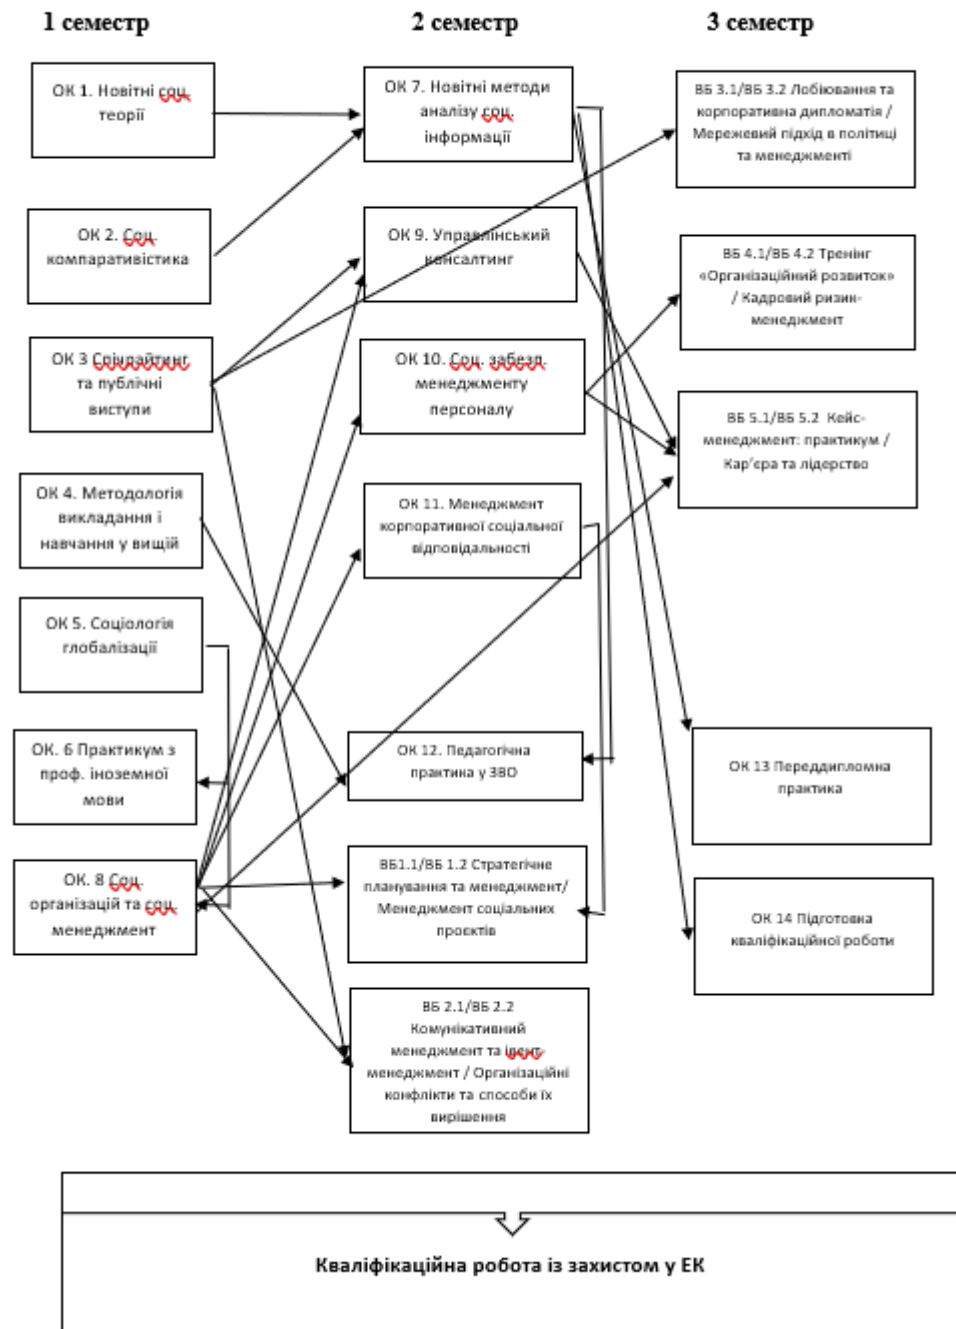 1 семестр
2 семестр
3 семестр
ОК 1. Новітні соц.
теорії
ОК 2. Соц.
компаративістика
ОК 3 Спічрайтинг
та публічні
виступи
ОК 4. Методологія
викладання і
навчання у вищій
ОК 5. Соціологія
глобалізації
ОК. 6 Практикум з
проф. іноземної
мови
ОК. 8 Соц.
організацій та соц.
менеджмент
ОК 7. Новітні методи
аналізу соц.
інформації
ОК 9. Управлінський
консалтинг
ОК 10. Соц. забезп.
менеджменту
персоналу
ОК 11. Менеджмент
корпоративної соціальної
відповідальності
ОК 12. Педагогічна
практика у ЗВО
ВБ1.1/ВБ 1.2 Стратегічне
планування та менеджмент/
Менеджмент соціальних
проєктів
ВБ 2.1/ВБ 2.2
Комунікативний
менеджмент та івент-
менеджмент / Організаційні
конфлікти та способи їх
вирішення
ВБ 3.1/ВБ 3.2 Лобіювання та
корпоративна дипломатія /
Мережевий підхід в політиці
та менеджменті
ВБ 4.1/ВБ 4.2 Тренінг
«Організаційний розвиток»
/ Кадровий ризик-
менеджмент
ВБ 5.1/ВБ 5.2 Кейс-
менеджмент: практикум /
Кар'єра та лідерство
ОК 13 Переддипломна
практика
ОК 14 Підготовка
кваліфікаційної роботи
Кваліфікаційна робота із захистом у ЕК